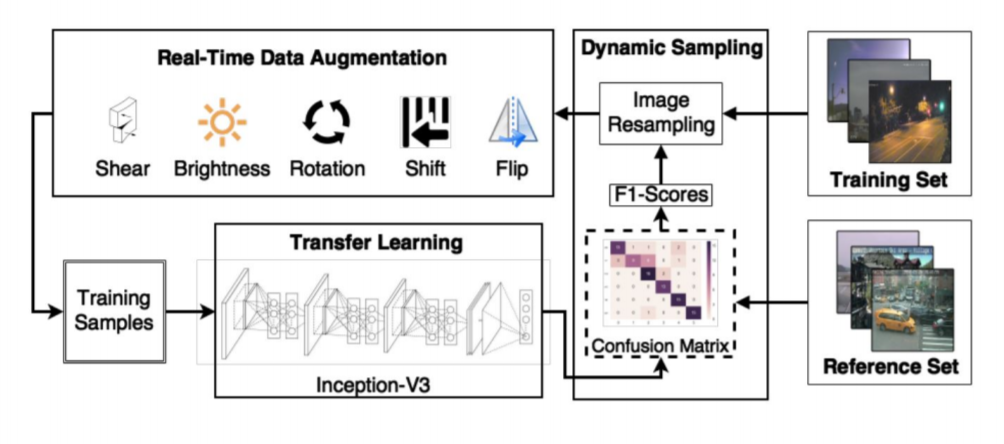 Real-Time Data Augmentation
Shear
Brightness
Rotation
Shift
Flip
Dynamic Sampling
Image
Resampling
F1-Scores
Confusion Matrix
Training Set
Reference Set
Training
Samples
Transfer Learning
Inception-V3